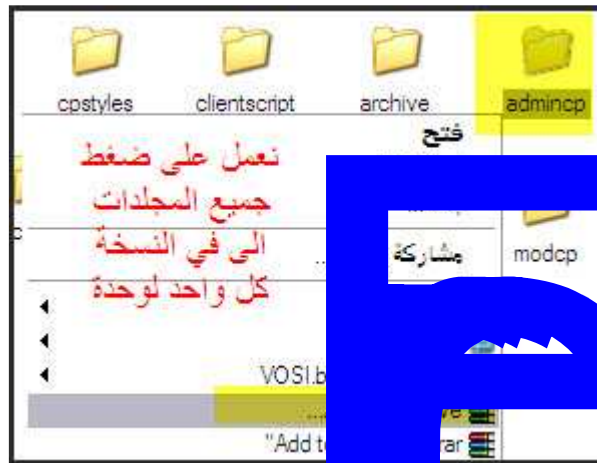 cpstyles clientscript archive admincp
فتح
نعمل على ضغط
جميع المجلدات
الى في النسخة
كل واحد لوحدة
مشاركة
modcp
"Add